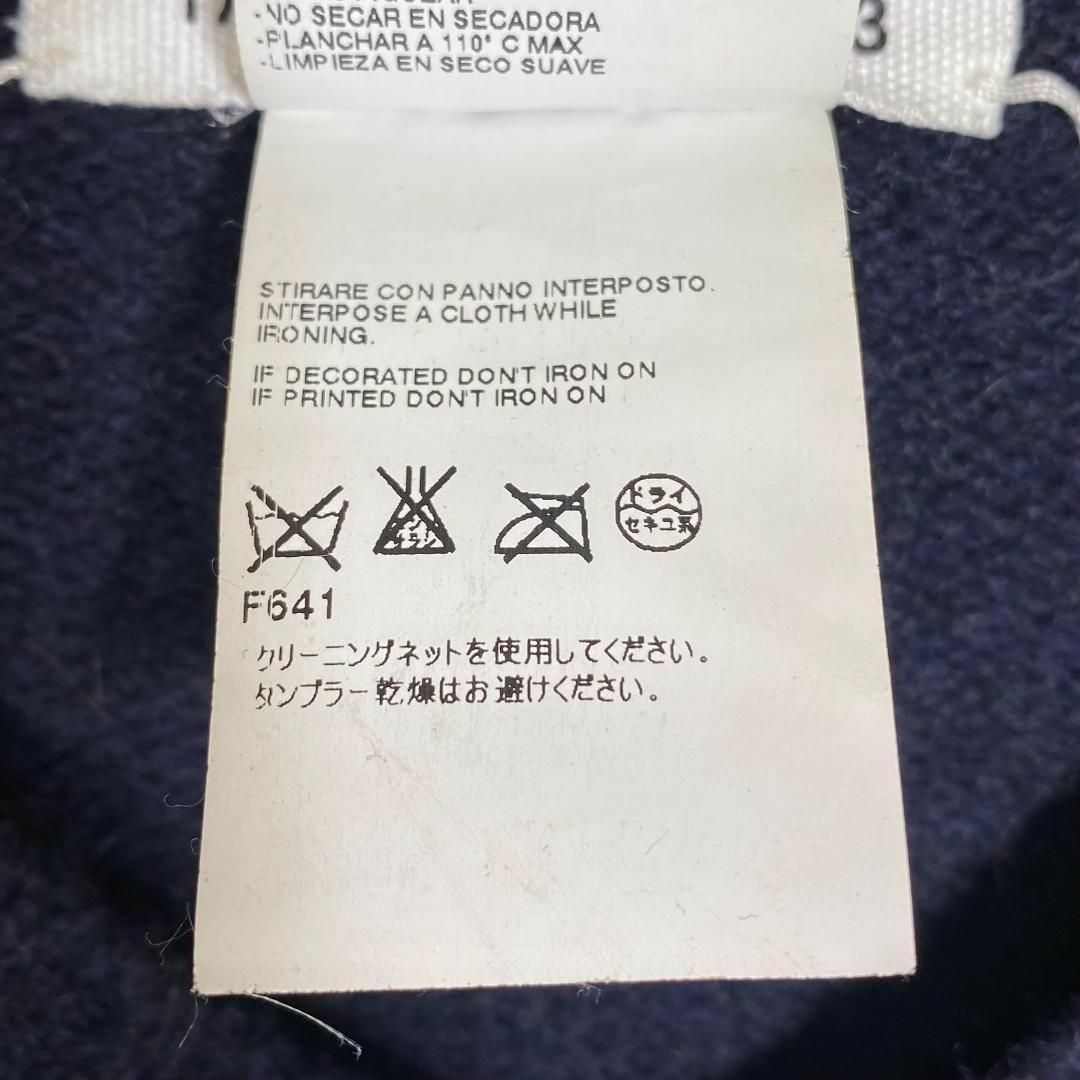 -NO SECAR EN SECADORA
-PLANCHAR A 110° C MAX
-LIMPIEZA EN SECO SUAVE
3
STIRARE CON PANNO INTERPOSTO.
INTERPOSE A CLOTH WHILE
IRONING.
IF DECORATED DON'T IRON ON
IF PRINTED DON'T IRON ON
ドライ
セキユ系
F641
クリーニングネットを使用してください。
タンブラー乾燥はお避けください。